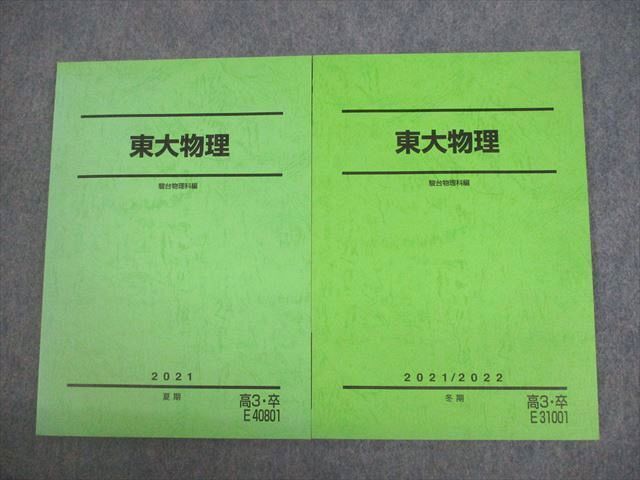 東大物理
駿台物理科編
2021
夏期
高3・卒
E40801
東大物理
駿台物理科編
2021/2022
冬期
高3・卒
E31001